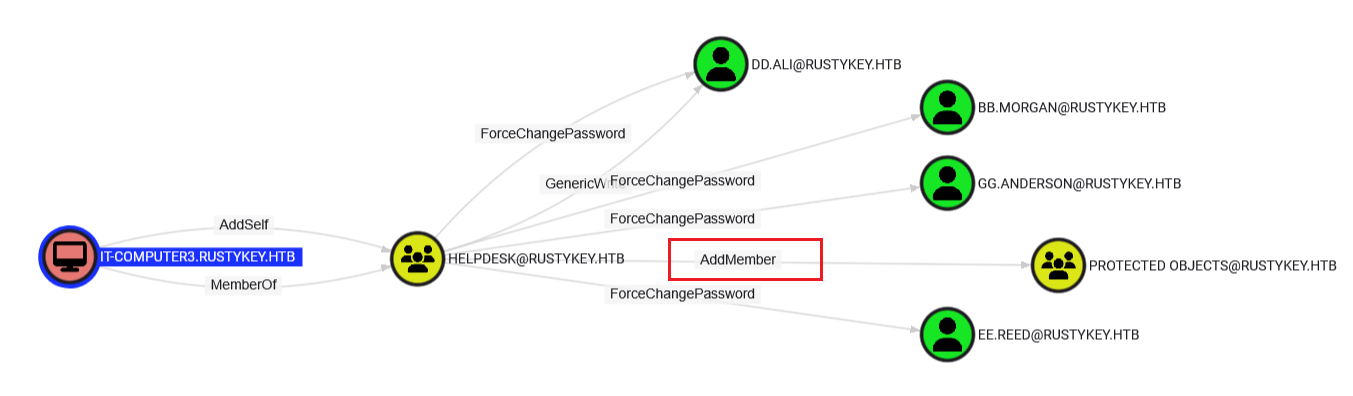 DD.ALI@RUSTYKEY.HTB
BB.MORGAN@RUSTYKEY.HTB
ForceChangePassword
GenericW
ForceChangePassword
GG.ANDERSON@RUSTYKEY.HTB
ForceChangePassword
AddSelf
IT-COMPUTER3.RUSTYKEY.HTB
HELPDESK@RUSTYKEY.HTB
AddMember
PROTECTED OBJECTS@RUSTYKEY.HTB
MemberOf
ForceChangePassword
EE.REED@RUSTYKEY.HTB